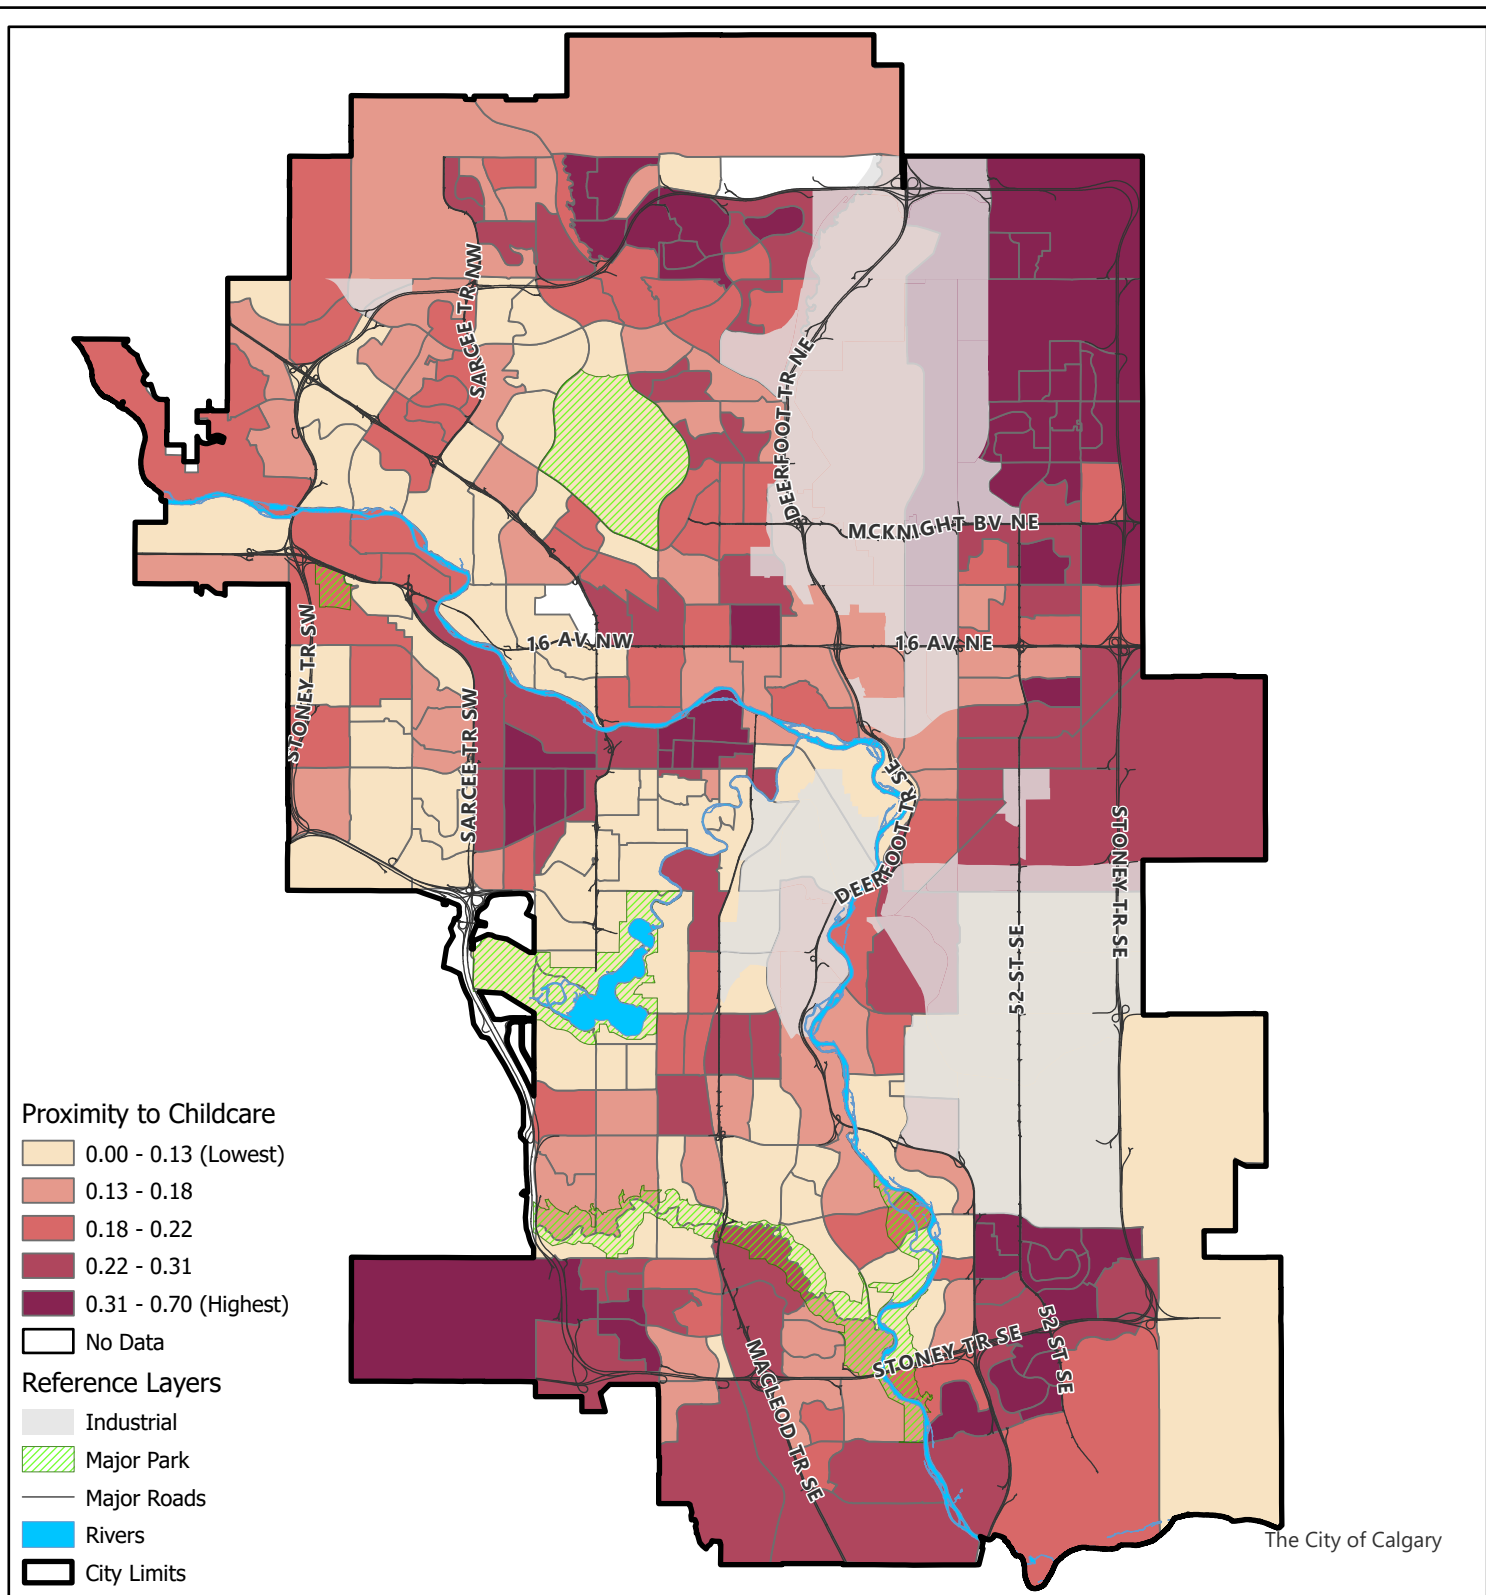 SARCEE TR NW
DEERFOOT TR NE
MCKNIGHT BV NE
16 AV NW
16 AV NE
STONEY TR SW
SARCEE TR SW
DEERFOOT TR SE
STONEY TR SE
52 ST SE
STONEY TR SE
52 ST SE
MACLEOD TR SE
Proximity to Childcare
0.00 - 0.13 (Lowest)
0.13 - 0.18
0.18 - 0.22
0.22 - 0.31
0.31 - 0.70 (Highest)
No Data
Reference Layers
Industrial
Major Park
Major Roads
Rivers
City Limits
The City of Calgary